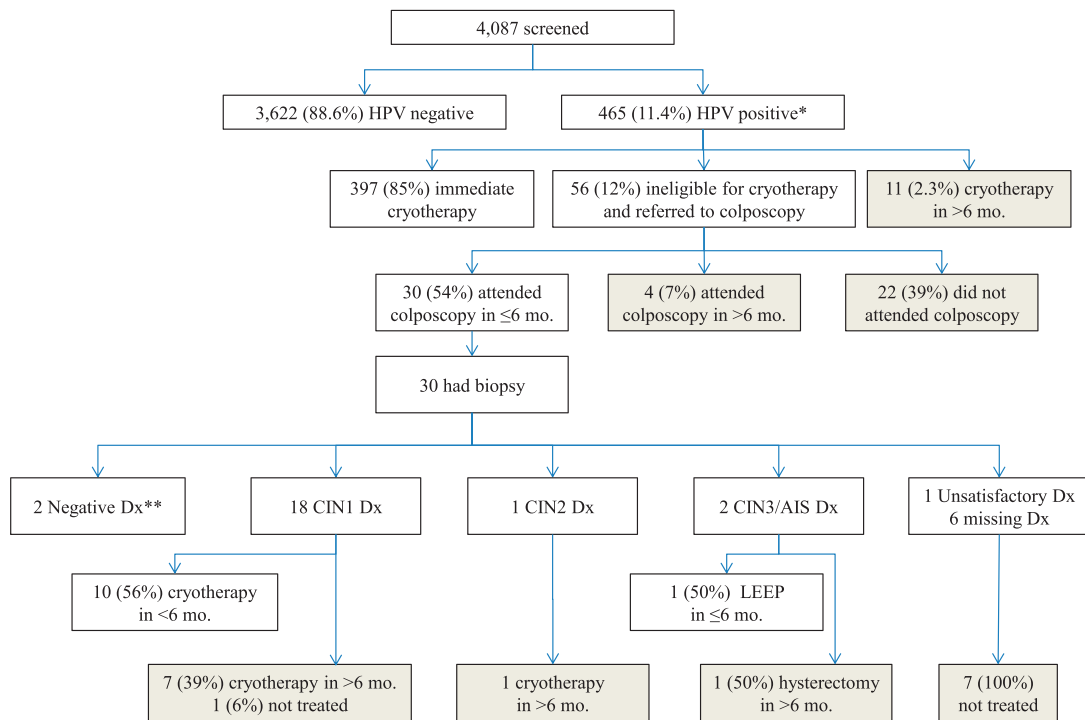 4,087 screened
3,622 (88.6%) HPV negative
465 (11.4%) HPV positive*
397 (85%) immediate
cryotherapy
56 (12%) ineligible for cryotherapy
and referred to colposcopy
11 (2.3%) cryotherapy
in >6 mo.
30 (54%) attended
colposcopy in ≤6 mo.
4 (7%) attended
colposcopy in >6 mo.
22 (39%) did not
attended colposcopy
30 had biopsy
2 Negative Dx**
18 CIN1 Dx
1 CIN2 Dx
2 CIN3/AIS Dx
1 Unsatisfactory Dx
6 missing Dx
10 (56%) cryotherapy
in <6 mo.
1 (50%) LEEP
in ≤6 mo.
7 (39%) cryotherapy in >6 mo.
1 (6%) not treated
1 cryotherapy
in >6 mo.
1 (50%) hysterectomy
in >6 mo.
7 (100%)
not treated